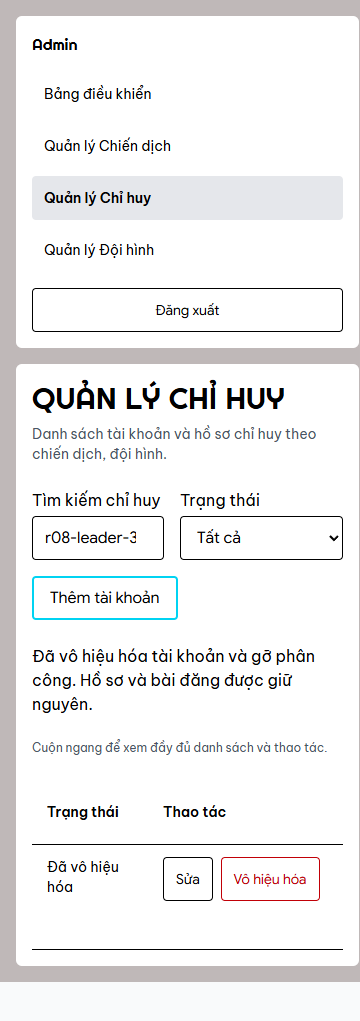 Admin
Bảng điều khiển
Quản lý Chiến dịch
Quản lý Chỉ huy
Quản lý Đội hình
Đăng xuất
QUẢN LÝ CHỈ HUY
Danh sách tài khoản và hồ sơ chỉ huy theo
chiến dịch, đội hình.
Tìm kiếm chỉ huy Trạng thái
r08-leader-3 Tất cả
Thêm tài khoản
Đã vô hiệu hóa tài khoản và gỡ phân
công. Hồ sơ và bài đăng được giữ
nguyên.
Cuộn ngang để xem đầy đủ danh sách và thao tác.
Trạng thái Thao tác
Đã vô hiệu
hóa
Sửa Vô hiệu hóa